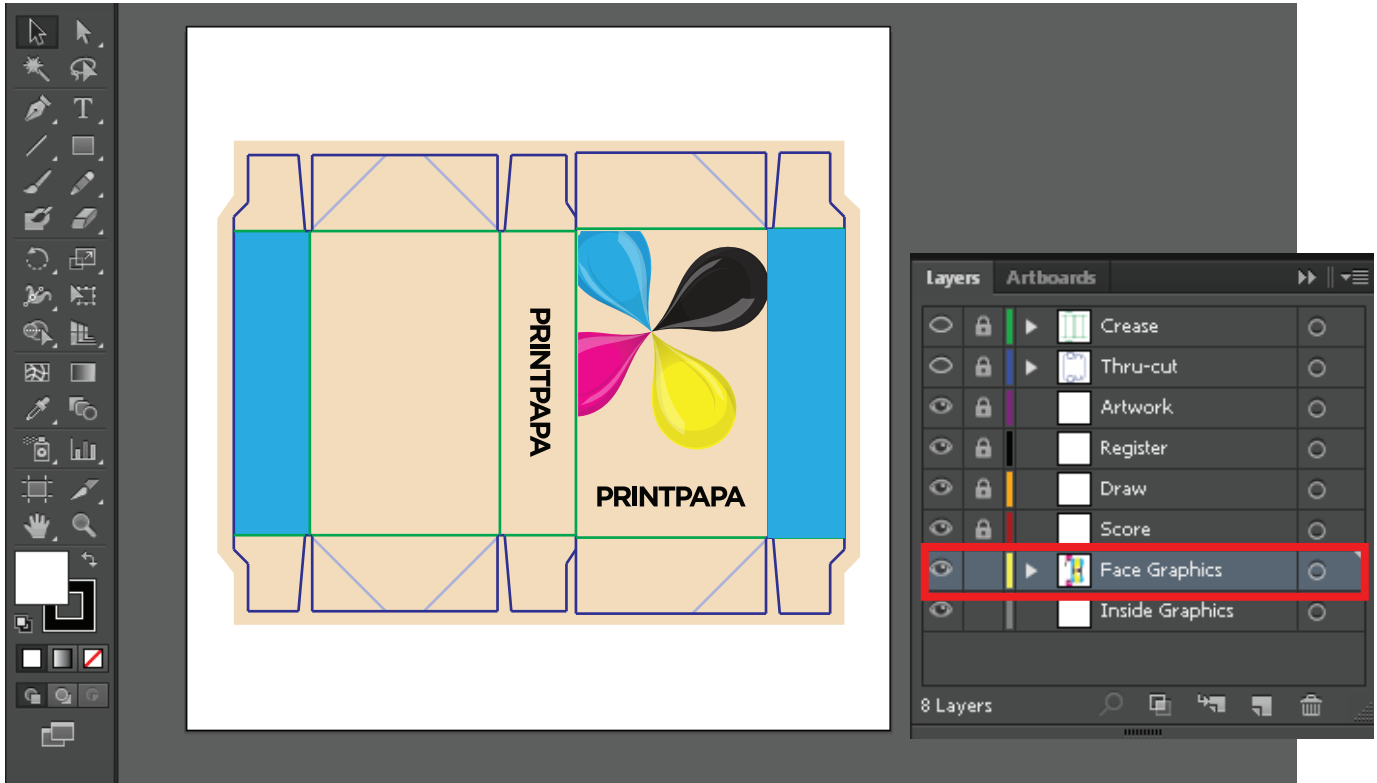 T
PRINTPAPA
PRINTPAPA
Layers Artboards
Crease
Thru-cut
Artwork
Register
Draw
Score
Face Graphics
Inside Graphics
8 Layers